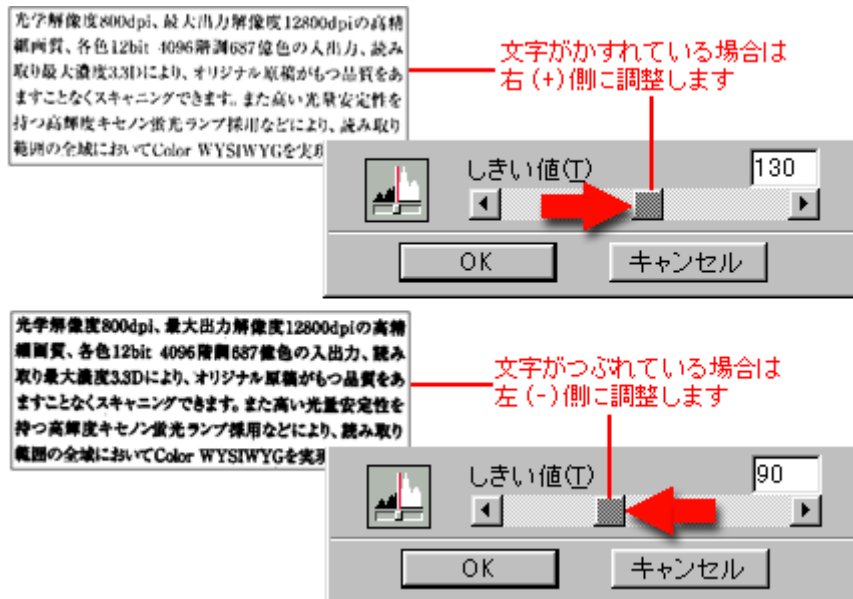 光学解像度800dpi、最大出力解像度12800dpiの高精
細画質、各色12bit 4096階調687億色の入出力、読み
取り最大濃度3.3Dにより、オリジナル原稿がもつ品質をあ
ますことなくスキャニングできます。また高い光量安定性を
持つ高輝度キセノン蛍光ランプ採用などにより、読み取り
範囲の全域においてColor WYSIWYGを実現
文字がかすれている場合は
右(+)側に調整します
しきい値(T)
130
OK
キャンセル
光学解像度800dpi、最大出力解像度12800dpiの高精
細画質、各色12bit 4096階調687億色の入出力、読み
取り最大濃度3.3Dにより、オリジナル原稿がもつ品質をあ
ますことなくスキャニングできます。また高い光量安定性を
持つ高輝度キセノン蛍光ランプ採用などにより、読み取り
範囲の全域においてColor WYSIWYGを実現
文字がつぶれている場合は
左(-)側に調整します
しきい値(T)
90
OK
キャンセル